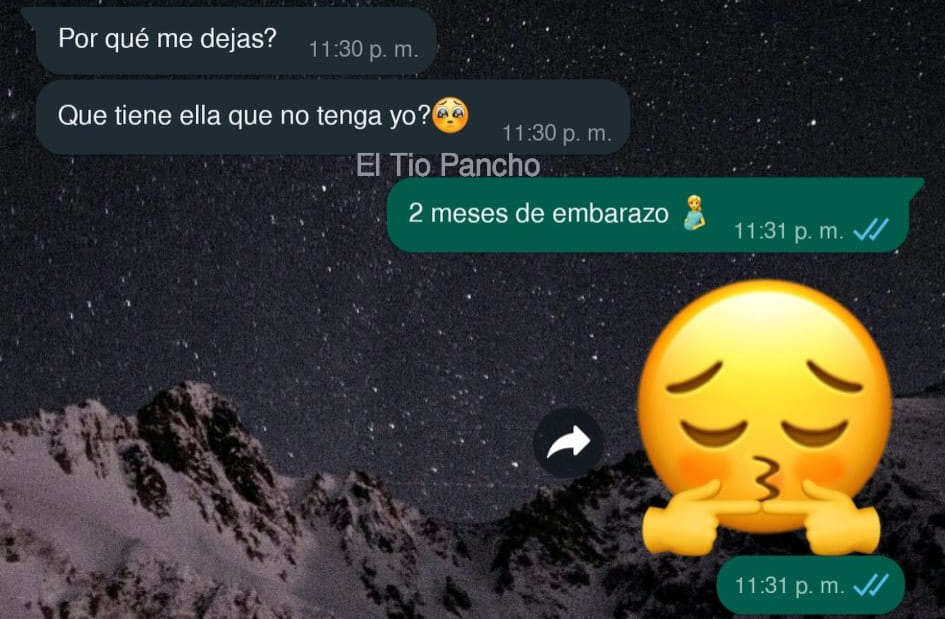 Por qué me dejas? 11:30 p. m.
Que tiene ella que no tenga yo?🥺 11:30 p. m.
El Tio Pancho
2 meses de embarazo 🫄 11:31 p. m.
11:31 p. m.